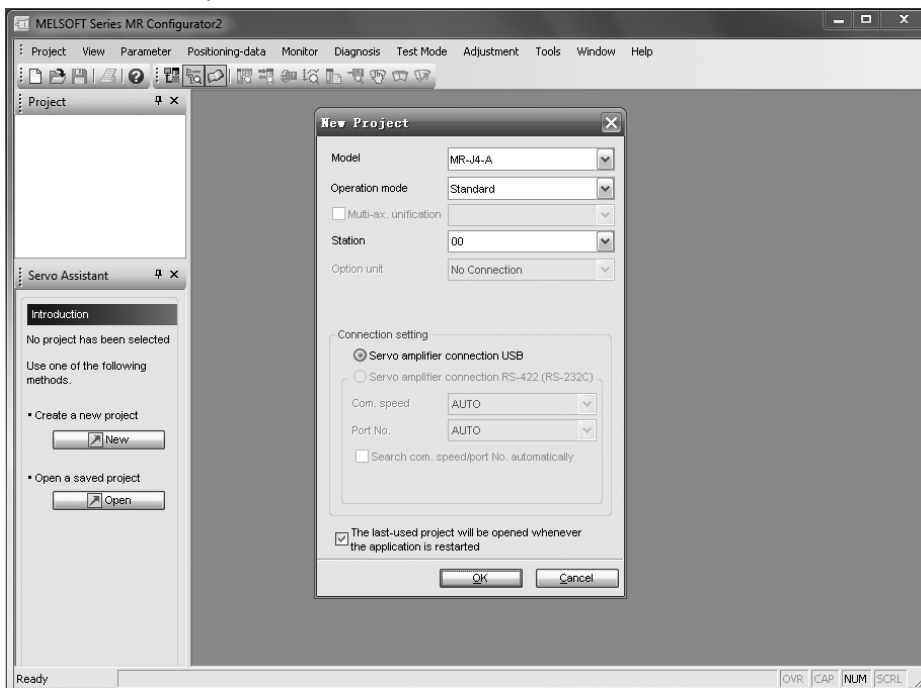 MELSOFT Series MR Configurator2
Project View Parameter Positioning-data Monitor Diagnosis Test Mode Adjustment Tools Window Help
Project
New Project
Model MR-J4-A
Operation mode Standard
Multi-ax. unification
Station 00
Option unit No Connection
Connection setting
Servo amplifier connection USB
Servo amplifier connection RS-422 (RS-232C)
Com. speed AUTO
Port No. AUTO
Search com. speed/port No. automatically
The last-used project will be opened whenever
the application is restarted
OK Cancel
Servo Assistant
Introduction
No project has been selected
Use one of the following
methods.
▪ Create a new project
New
▪ Open a saved project
Open
Ready OVR CAP NUM SCRL